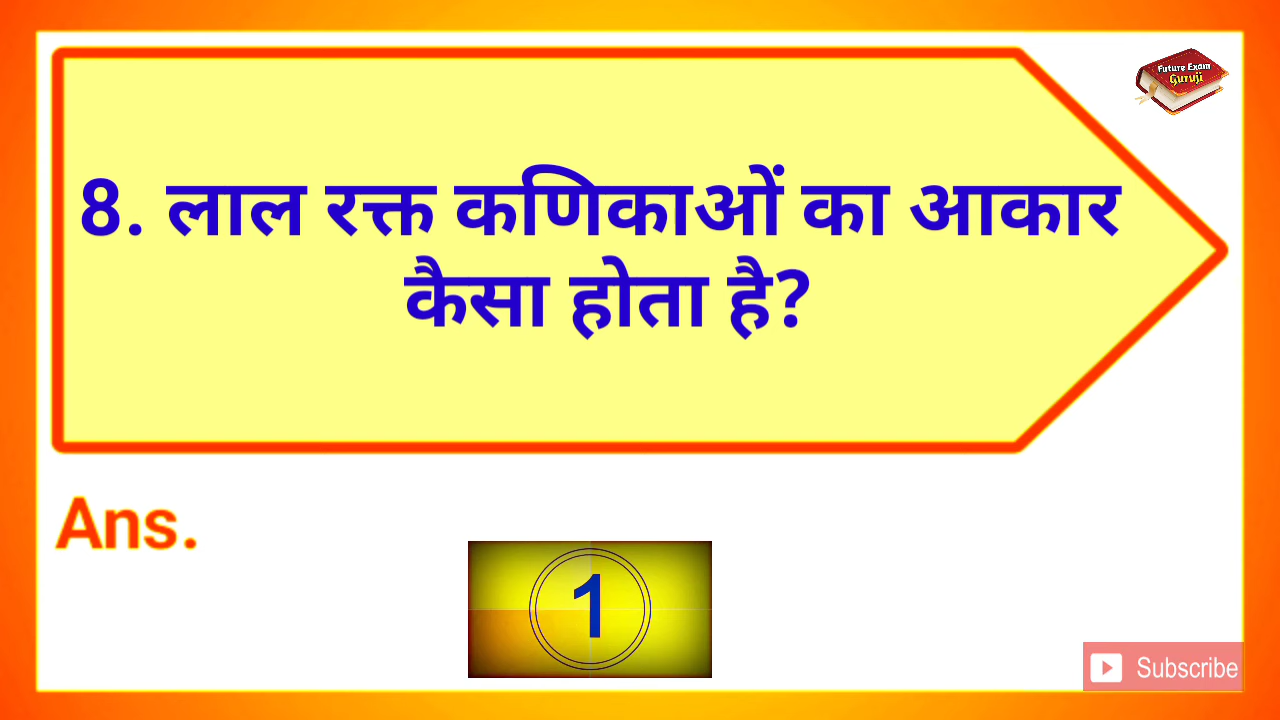 Future Exam
Guruji
8. लाल रक्त कणिकाओं का आकार
कैसा होता है?
Ans.
1
Subscribe